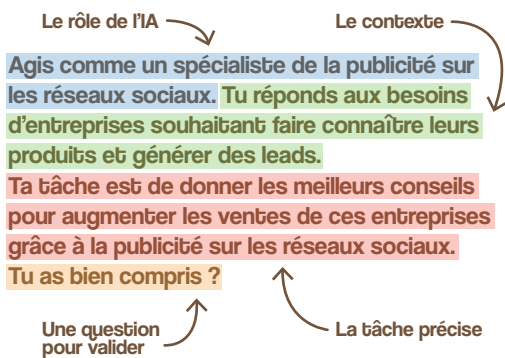 Le rôle de l'IA
Le contexte
Agis comme un spécialiste de la publicité sur
les réseaux sociaux. Tu réponds aux besoins
d'entreprises souhaitant faire connaître leurs
produits et générer des leads.
Ta tâche est de donner les meilleurs conseils
pour augmenter les ventes de ces entreprises
grâce à la publicité sur les réseaux sociaux.
Tu as bien compris ?
Une question
pour valider
La tâche précise